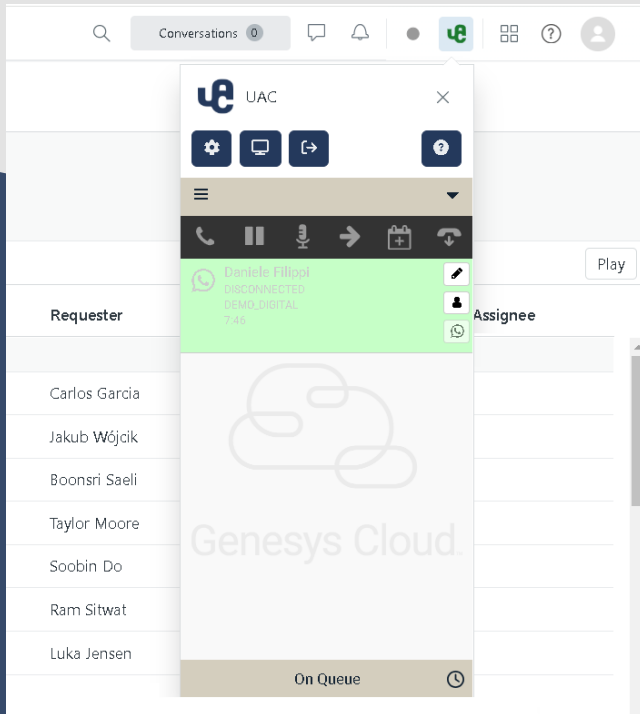 Conversations 0
UAC
UAC
Play
Daniele Filippi
DISCONNECTED
DEMO_DIGITAL
7:46
Requester
Assignee
Carlos Garcia
Jakub Wójcik
Boonsri Saeli
Taylor Moore
Soobin Do
Ram Sitwat
Luka Jensen
Genesys Cloud
On Queue